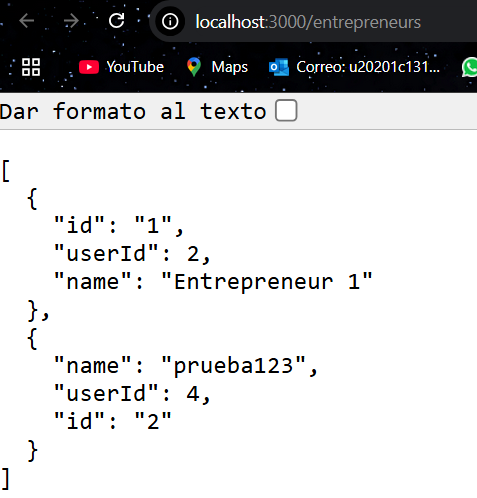 localhost:3000/entrepreneurs
YouTube Maps Correo: u20201c131...
Dar formato al texto
[
  {
    "id": "1",
    "userId": 2,
    "name": "Entrepreneur 1"
  },
  {
    "name": "prueba123",
    "userId": 4,
    "id": "2"
  }
]